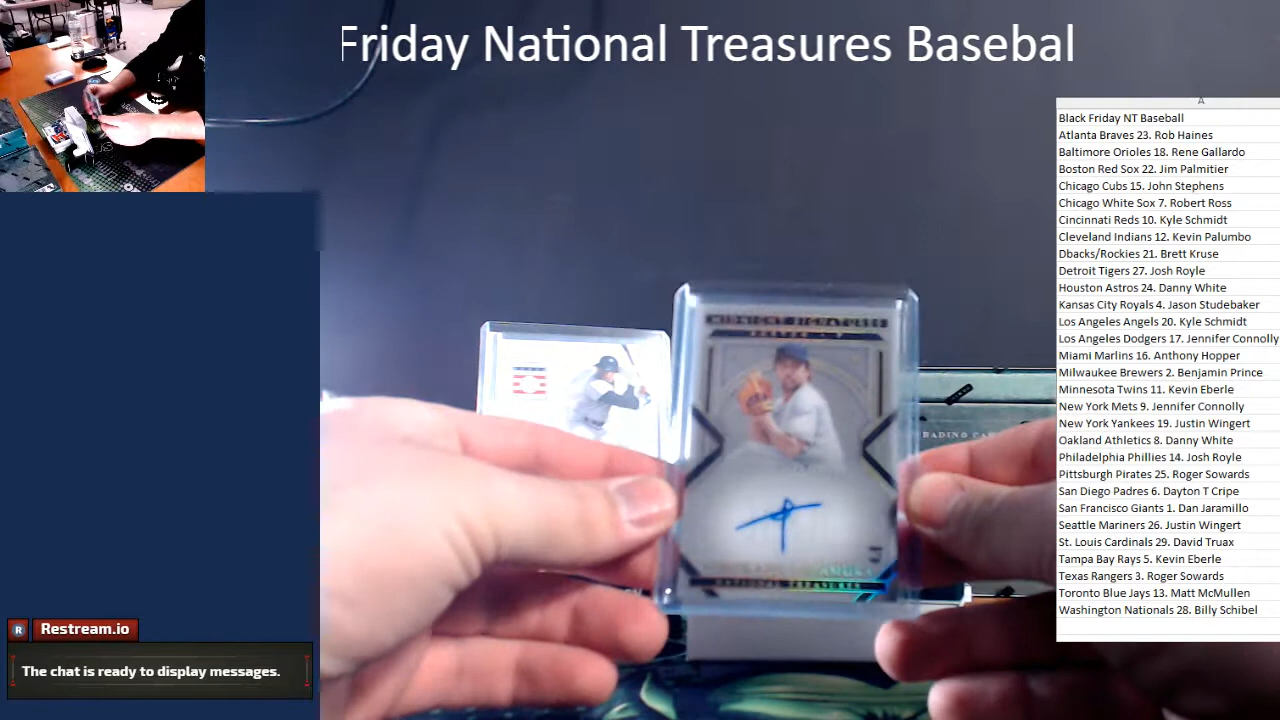 Friday National Treasures Basebal
A
Black Friday NT Baseball
Atlanta Braves 23. Rob Haines
Baltimore Orioles 18. Rene Gallardo
Boston Red Sox 22. Jim Palmitier
Chicago Cubs 15. John Stephens
Chicago White Sox 7. Robert Ross
Cincinnati Reds 10. Kyle Schmidt
Cleveland Indians 12. Kevin Palumbo
Dbacks/Rockies 21. Brett Kruse
Detroit Tigers 27. Josh Royle
Houston Astros 24. Danny White
Kansas City Royals 4. Jason Studebaker
Los Angeles Angels 20. Kyle Schmidt
Los Angeles Dodgers 17. Jennifer Connolly
Miami Marlins 16. Anthony Hopper
Milwaukee Brewers 2. Benjamin Prince
Minnesota Twins 11. Kevin Eberle
New York Mets 9. Jennifer Connolly
New York Yankees 19. Justin Wingert
Oakland Athletics 8. Danny White
Philadelphia Phillies 14. Josh Royle
Pittsburgh Pirates 25. Roger Sowards
San Diego Padres 6. Dayton T Cripe
San Francisco Giants 1. Dan Jaramillo
Seattle Mariners 26. Justin Wingert
St. Louis Cardinals 29. David Truax
Tampa Bay Rays 5. Kevin Eberle
Texas Rangers 3. Roger Sowards
Toronto Blue Jays 13. Matt McMullen
Washington Nationals 28. Billy Schibel
MIDNIGHT SIGNATURES
NATIONAL TREASURES
R Restream.io
The chat is ready to display messages.